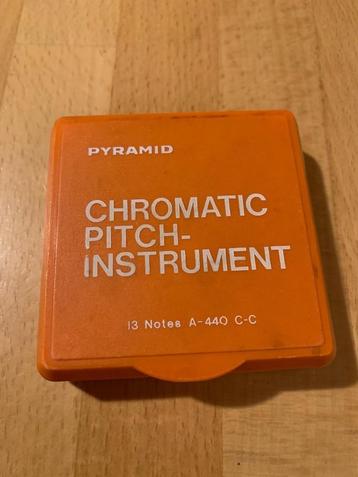 PYRAMID
CHROMATIC
PITCH-
INSTRUMENT
13 Notes A-440 C-C